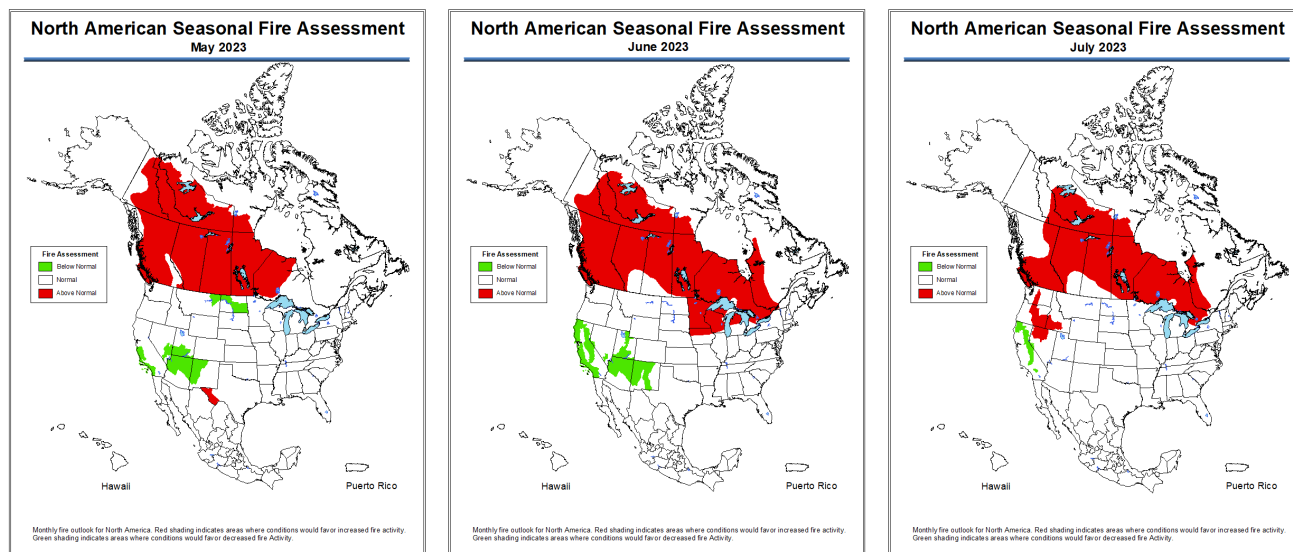 North American Seasonal Fire Assessment
May 2023
Fire Assessment
Below Normal
Normal
Above Normal
Hawaii
Puerto Rico
Monthly fire outlook for North America. Red shading indicates areas where conditions would favor increased fire activity.
Green shading indicates areas where conditions would favor decreased fire Activity.
North American Seasonal Fire Assessment
June 2023
Fire Assessment
Below Normal
Normal
Above Normal
Hawaii
Puerto Rico
Monthly fire outlook for North America. Red shading indicates areas where conditions would favor increased fire activity.
Green shading indicates areas where conditions would favor decreased fire Activity.
North American Seasonal Fire Assessment
July 2023
Fire Assessment
Below Normal
Normal
Above Normal
Hawaii
Puerto Rico
Monthly fire outlook for North America. Red shading indicates areas where conditions would favor increased fire activity.
Green shading indicates areas where conditions would favor decreased fire Activity.